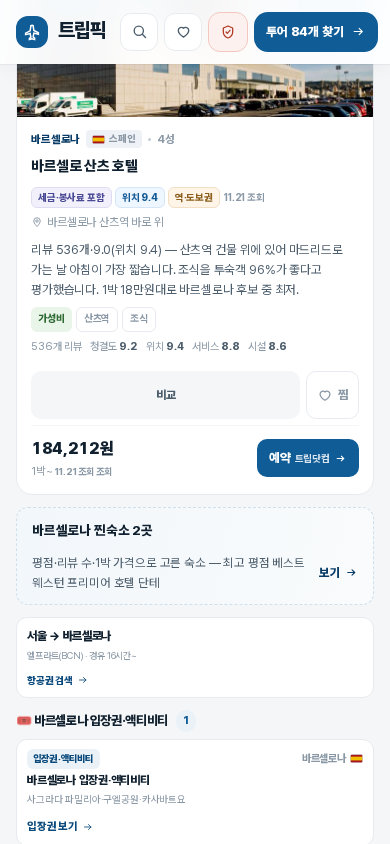 트립픽
투어 84개 찾기 →
바르셀로나 스페인 · 4성
바르셀로 산츠 호텔
세금·봉사료 포함 위치 9.4 역·도보권 11.21 조회
바르셀로나 산츠역 바로 위
리뷰 536개·9.0(위치 9.4) — 산츠역 건물 위에 있어 마드리드로
가는 날 아침이 가장 짧습니다. 조식을 투숙객 96%가 좋다고
평가했습니다. 1박 18만원대로 바르셀로나 후보 중 최저.
가성비 산츠역 조식
536개 리뷰 청결도 9.2 위치 9.4 서비스 8.8 시설 8.6
비교
찜
184,212원
1박~ 11.21 조회 조회
예약 트립닷컴 →
바르셀로나 찐숙소 2곳
평점·리뷰 수·1박 가격으로 고른 숙소 — 최고 평점 베스트
웨스턴 프리미어 호텔 단테
보기 →
서울 → 바르셀로나
엘프라트(BCN) · 경유 16시간~
항공권 검색 →
바르셀로나 입장권·액티비티 1
입장권·액티비티
바르셀로나
바르셀로나 입장권·액티비티
사그라다 파밀리아·구엘공원·카사바트요
입장권 보기 →